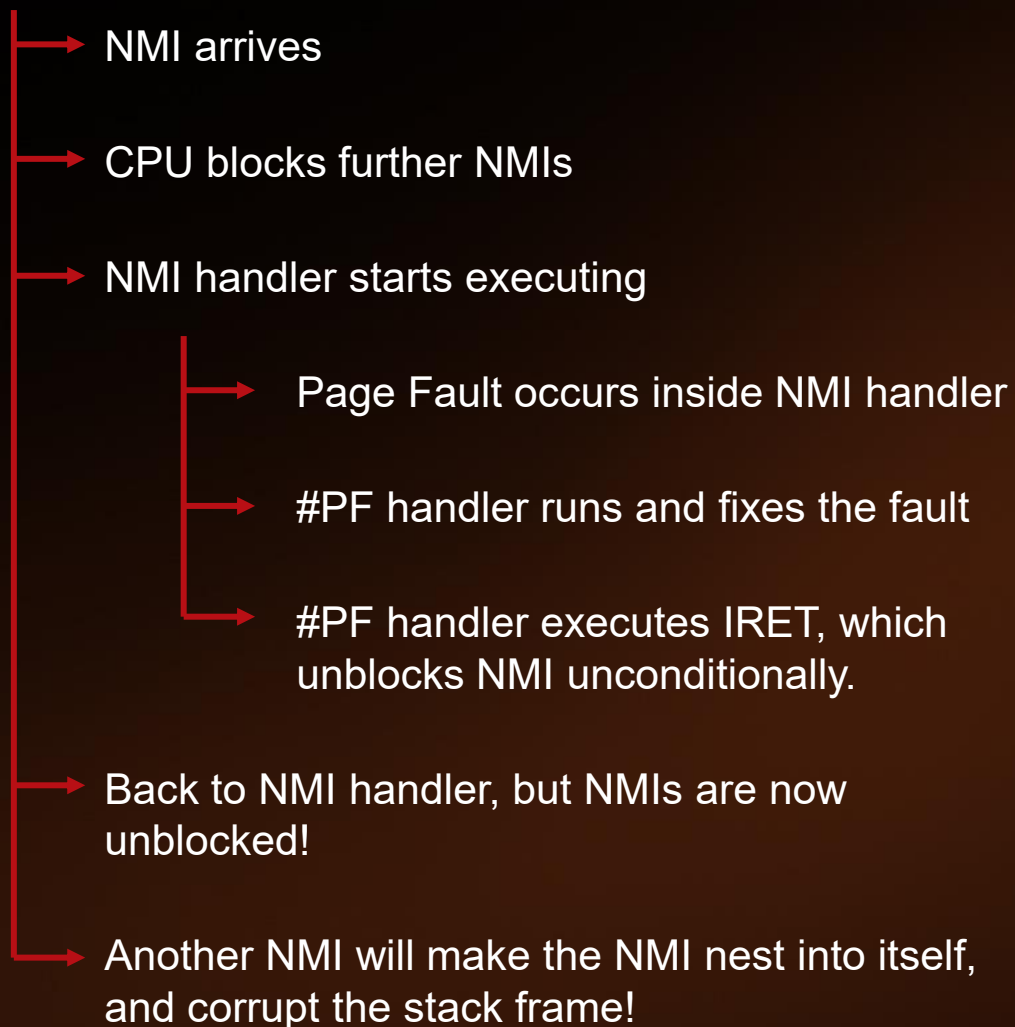 NMI arrives
CPU blocks further NMIs
NMI handler starts executing
Page Fault occurs inside NMI handler
#PF handler runs and fixes the fault
#PF handler executes IRET, which
unblocks NMI unconditionally.
Back to NMI handler, but NMIs are now
unblocked!
Another NMI will make the NMI nest into itself,
and corrupt the stack frame!